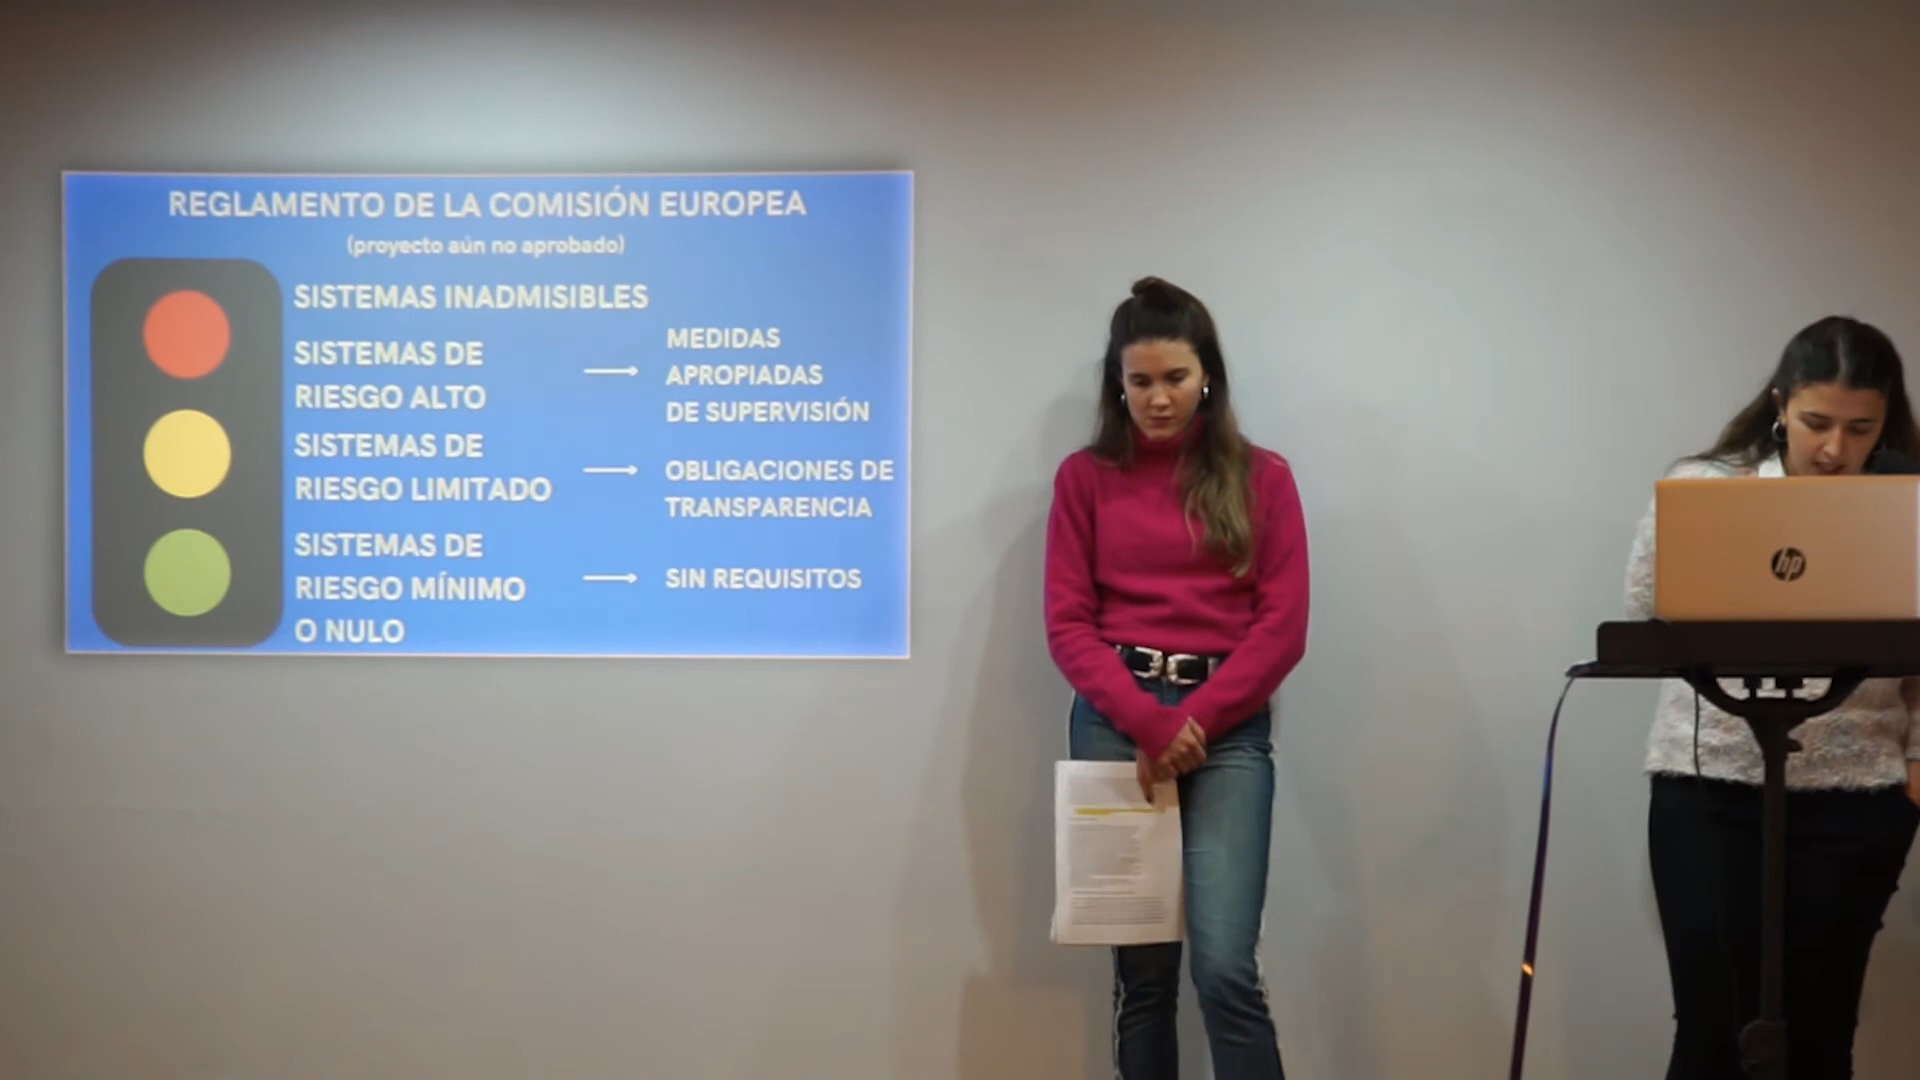 REGLAMENTO DE LA COMISIÓN EUROPEA
(proyecto aún no aprobado)
SISTEMAS INADMISIBLES
SISTEMAS DE
RIESGO ALTO
MEDIDAS
APROPIADAS
DE SUPERVISIÓN
SISTEMAS DE
RIESGO LIMITADO
OBLIGACIONES DE
TRANSPARENCIA
SISTEMAS DE
RIESGO MÍNIMO
O NULO
SIN REQUISITOS
hp